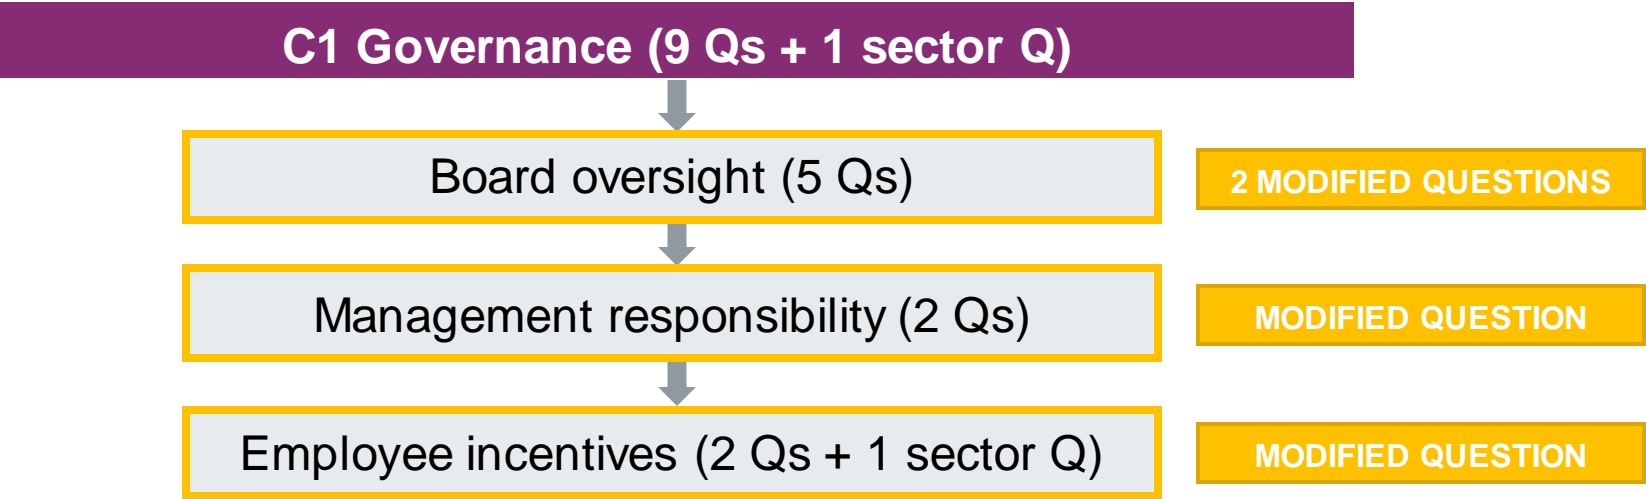 C1 Governance (9 Qs + 1 sector Q)
Board oversight (5 Qs)
2 MODIFIED QUESTIONS
Management responsibility (2 Qs)
MODIFIED QUESTION
Employee incentives (2 Qs + 1 sector Q)
MODIFIED QUESTION